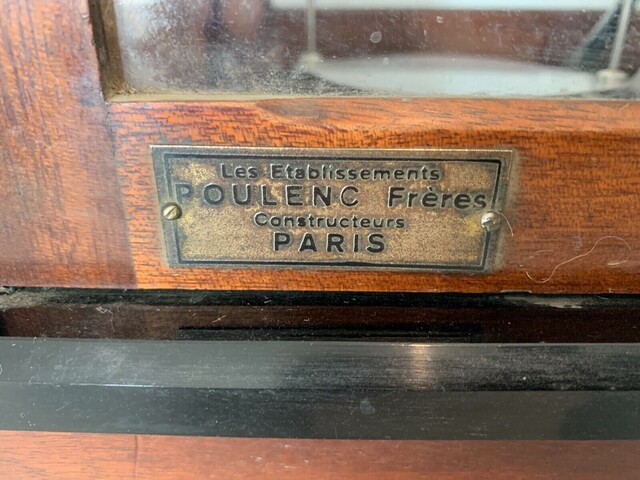 Les Etablissements
POULENC Frères
Constructeurs
PARIS